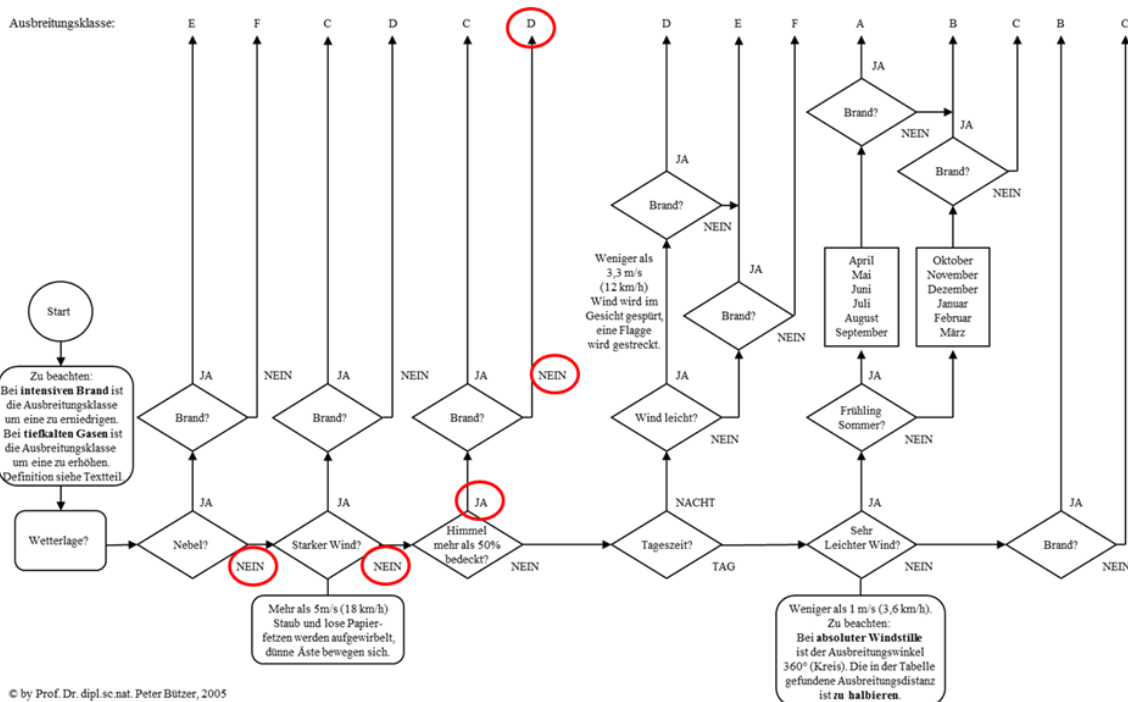 Ausbreitungsklasse:
E F C D C D D E F A B C B C
JA
Brand?
NEIN
JA
Brand?
NEIN
JA
Brand?
NEIN
Weniger als
3,3 m/s
(12 km/h)
Wind wird im
Gesicht gespürt,
eine Flagge
wird gestreckt.
JA
Brand?
NEIN
April
Mai
Juni
Juli
August
September
Oktober
November
Dezember
Januar
Februar
März
Start
Zu beachten:
Bei intensiven Brand ist
die Ausbreitungsklasse
um eine zu erniedrigen.
Bei tiefkalten Gasen ist
die Ausbreitungsklasse
um eine zu erhöhen.
Definition siehe Textteil.
JA
NEIN
Brand?
JA
NEIN
Brand?
JA
NEIN
Brand?
JA
Wind leicht?
NEIN
JA
Frühling
Sommer?
NEIN
Wetterlage?
JA
Nebel?
NEIN
JA
Starker Wind?
NEIN
JA
Himmel
mehr als 50%
bedeckt?
NEIN
NACHT
Tageszeit?
TAG
JA
Sehr
Leichter Wind?
NEIN
JA
Brand?
NEIN
Mehr als 5m/s (18 km/h)
Staub und lose Papier-
fetzen werden aufgewirbelt,
dünne Äste bewegen sich.
Weniger als 1 m/s (3,6 km/h).
Zu beachten:
Bei absoluter Windstille
ist der Ausbreitungswinkel
360° (Kreis). Die in der Tabelle
gefundene Ausbreitungsdistanz
ist zu halbieren.
© by Prof. Dr. dipl.sc.nat. Peter Bützer, 2005